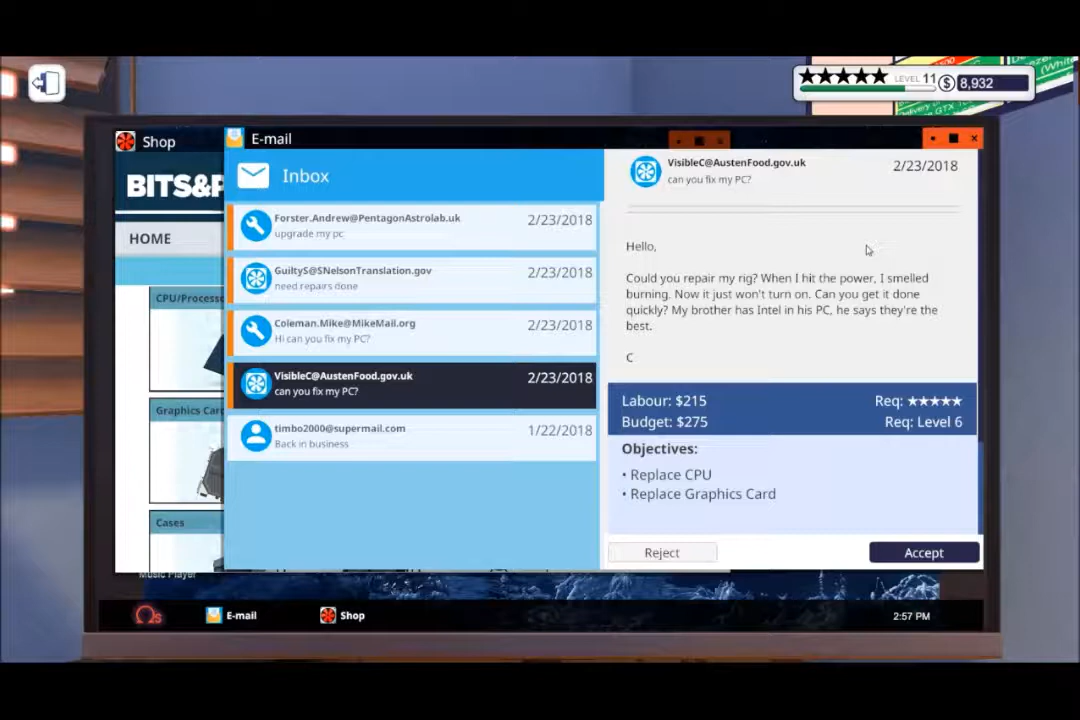 LEVEL 11
$ 8,932
(White
Shop
E-mail
BITS&P
HOME
CPU/Process
Graphics Car
Cases
Music Player
Inbox
Forster.Andrew@PentagonAstrolab.uk
2/23/2018
upgrade my pc
GuiltyS@SNelsonTranslation.gov
2/23/2018
need repairs done
Coleman.Mike@MikeMail.org
2/23/2018
Hi can you fix my PC?
VisibleC@AustenFood.gov.uk
2/23/2018
can you fix my PC?
timbo2000@supermail.com
1/22/2018
Back in business
VisibleC@AustenFood.gov.uk
2/23/2018
can you fix my PC?
Hello,
Could you repair my rig? When I hit the power, I smelled
burning. Now it just won't turn on. Can you get it done
quickly? My brother has Intel in his PC, he says they're the
best.
C
Labour: $215
Req: ★★★★★
Budget: $275
Req: Level 6
Objectives:
• Replace CPU
• Replace Graphics Card
Reject
Accept
Ωs
E-mail
Shop
2:57 PM